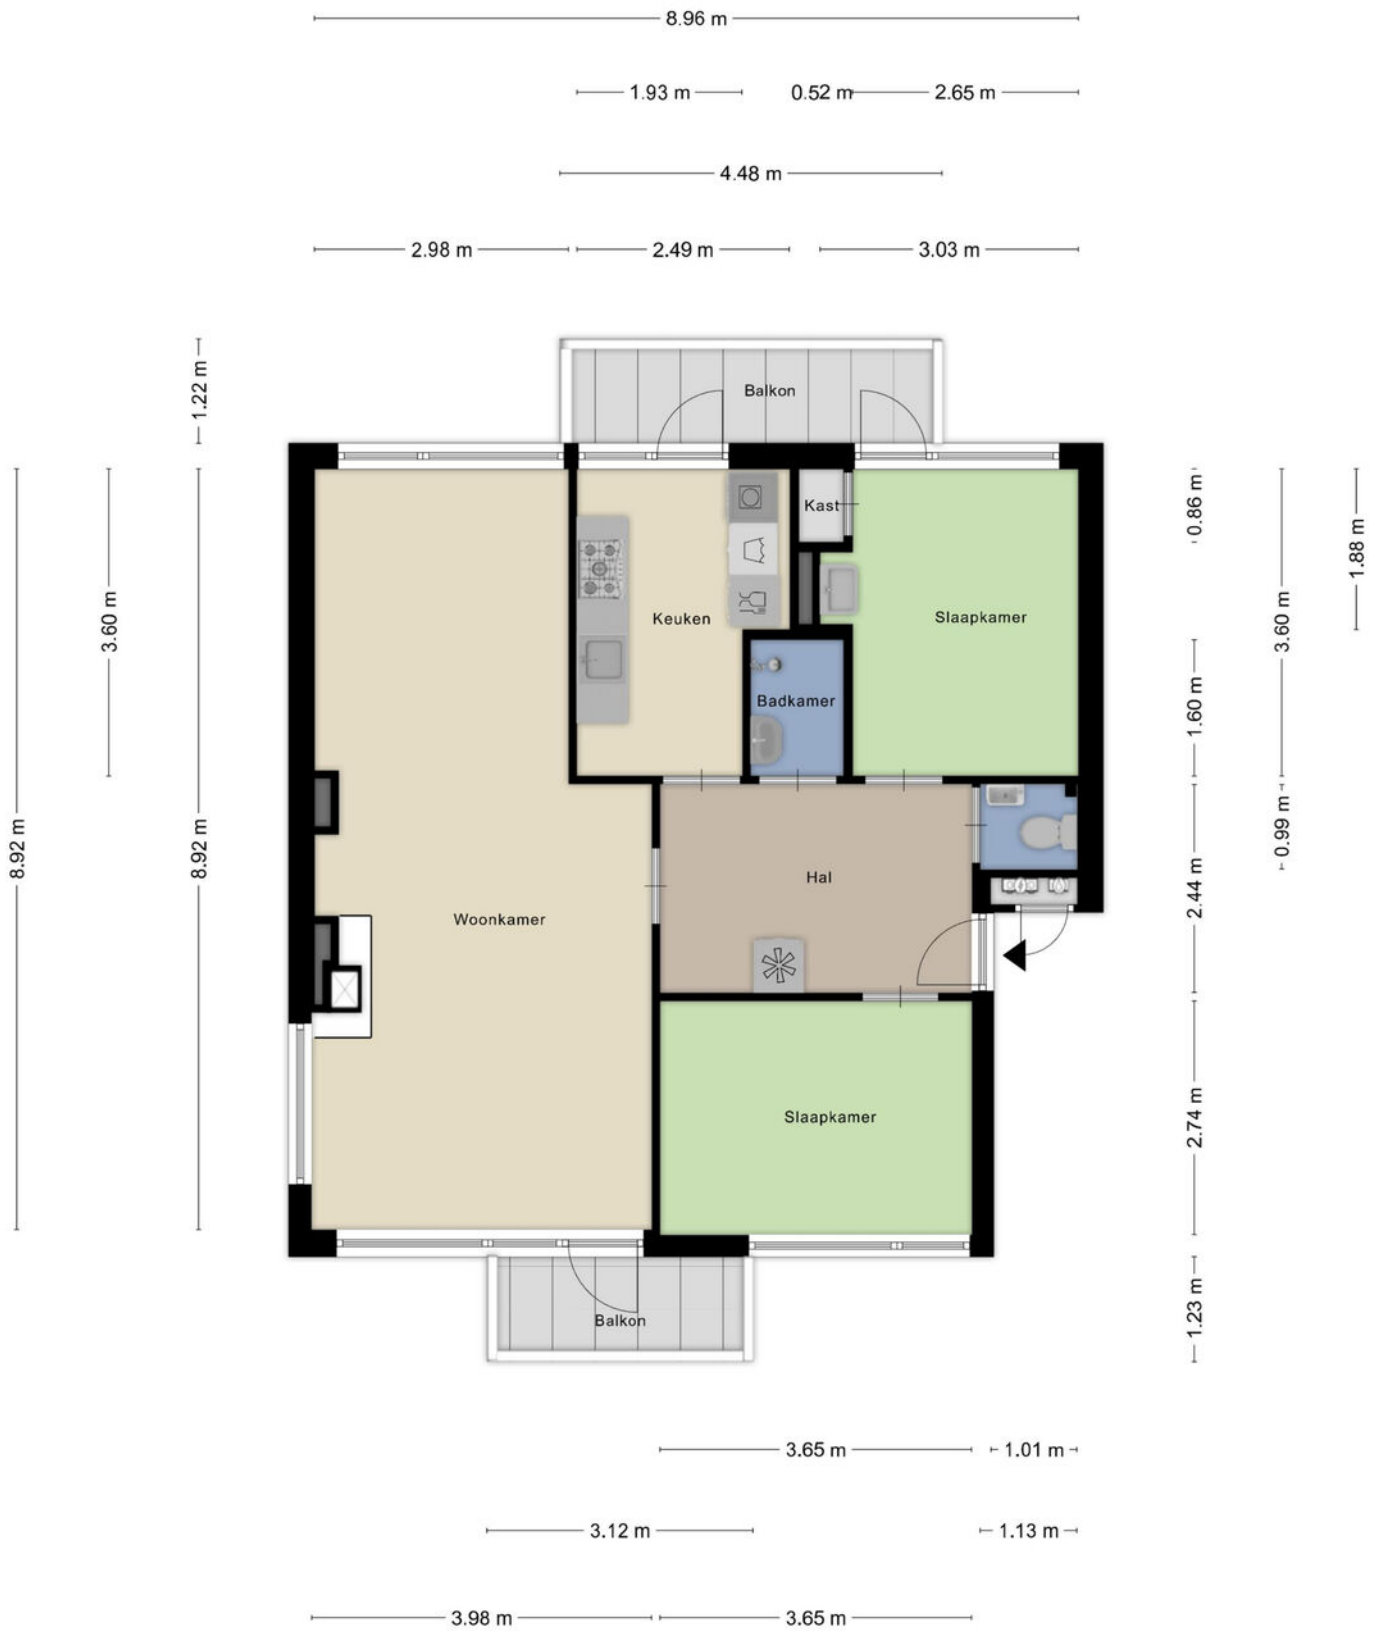 8.96 m
1.93 m 0.52 m 2.65 m
4.48 m
2.98 m 2.49 m 3.03 m
1.22 m
Balkon
Kast
0.86 m
1.88 m
3.60 m
Keuken
Slaapkamer
3.60 m
Badkamer
1.60 m
0.99 m
8.92 m
8.92 m
Hal
2.44 m
Woonkamer
Slaapkamer
2.74 m
Balkon
1.23 m
3.65 m 1.01 m
3.12 m 1.13 m
3.98 m 3.65 m